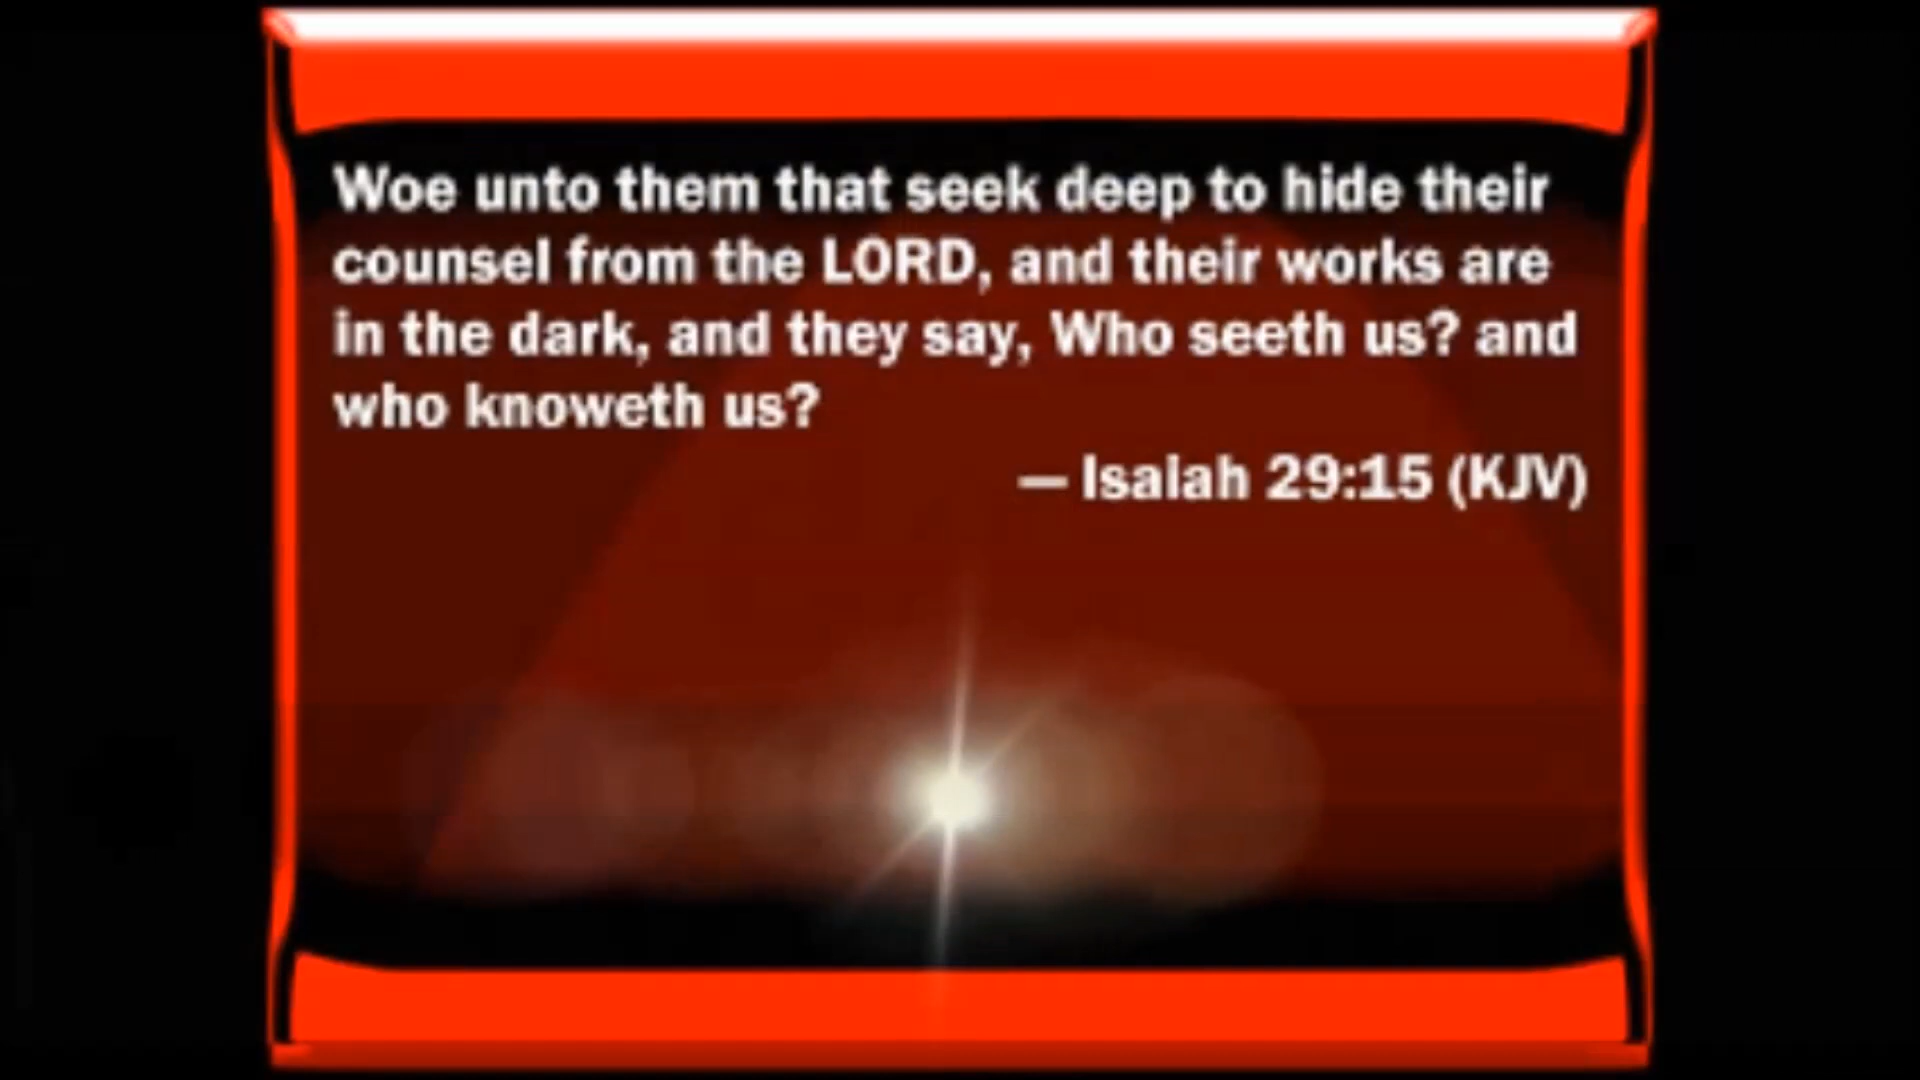 Woe unto them that seek deep to hide their
counsel from the LORD, and their works are
in the dark, and they say, Who seeth us? and
who knoweth us?
— Isaiah 29:15 (KJV)